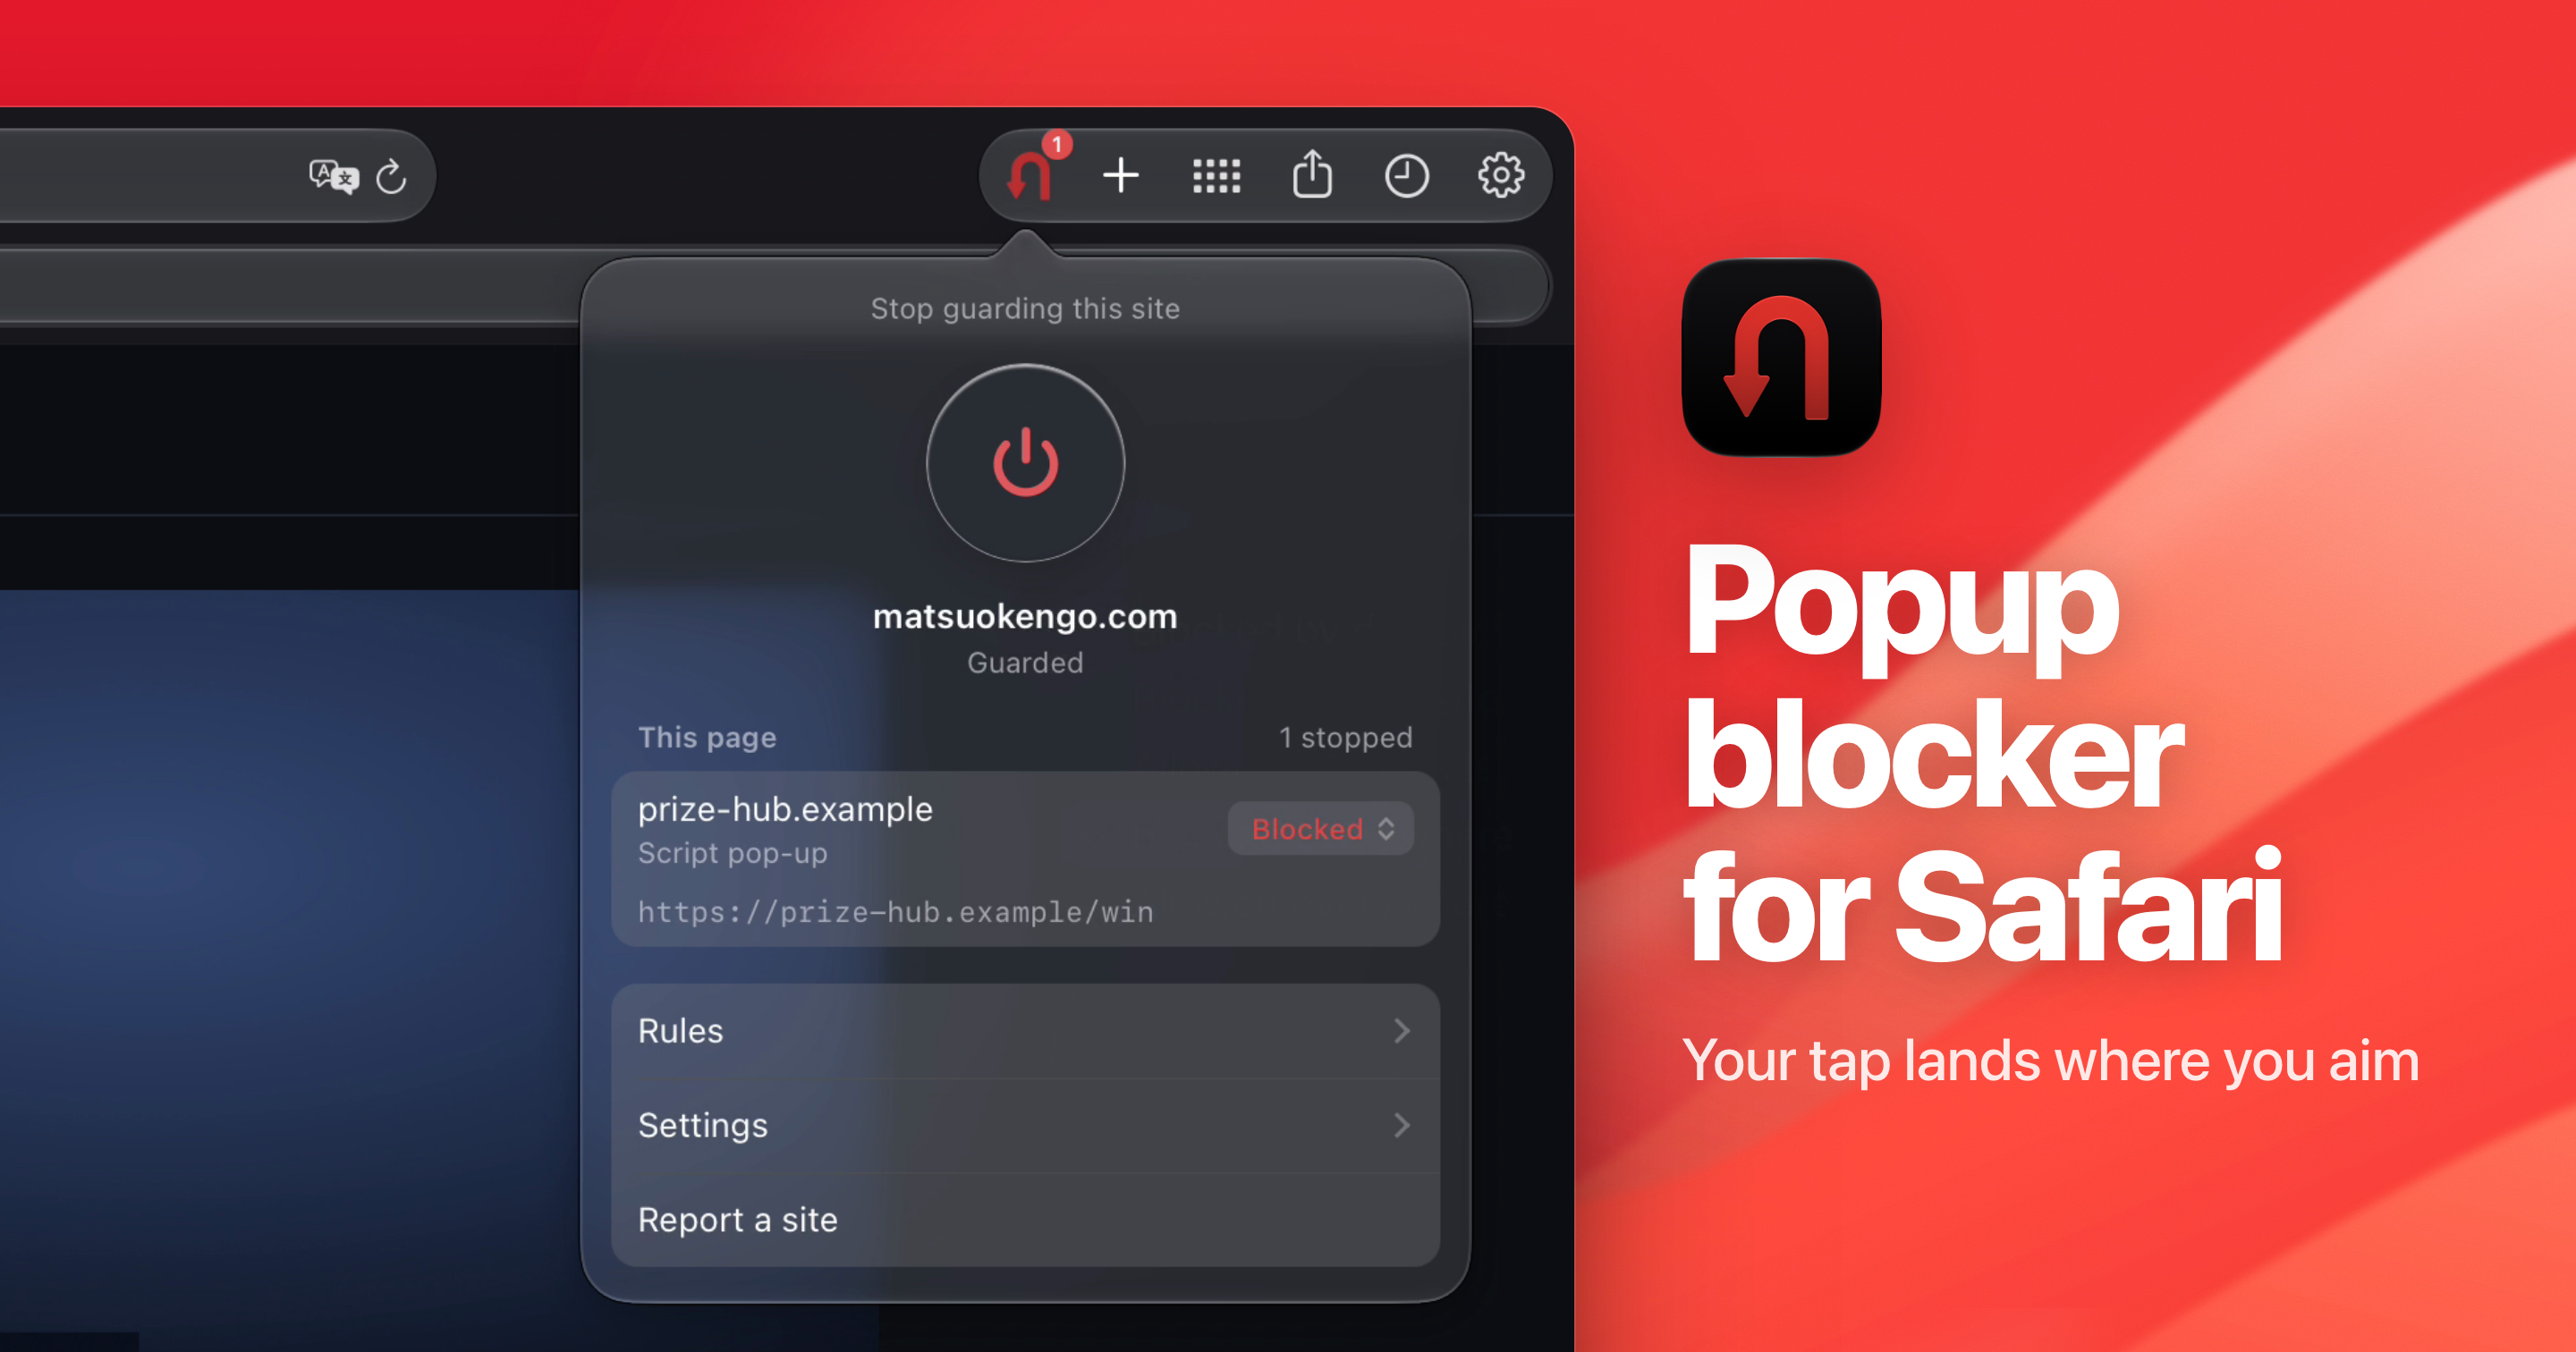 1
Stop guarding this site
matsuokengo.com
Guarded
This page
1 stopped
prize-hub.example
Script pop-up
Blocked
https://prize-hub.example/win
Rules
Settings
Report a site
Popup
blocker
for Safari
Your tap lands where you aim